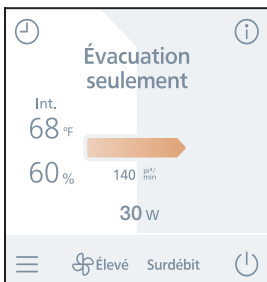 Évacuation
seulement
Int.
68 °F
60 %
140 pi³/min
30 W
Élevé Surdébit